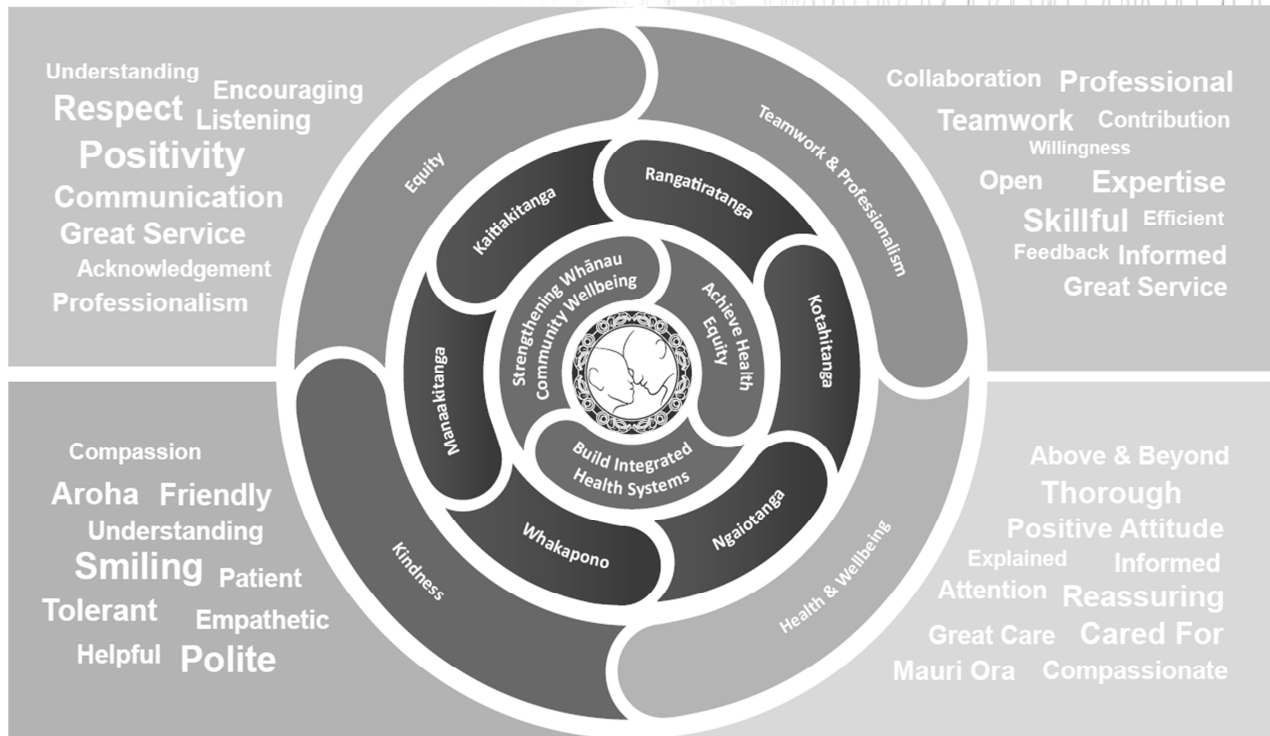 Understanding
Encouraging
Respect
Listening
Positivity
Communication
Great Service
Acknowledgement
Professionalism
Collaboration
Professional
Teamwork
Contribution
Willingness
Open
Expertise
Skillful
Efficient
Feedback
Informed
Great Service
Equity
Teamwork & Professionalism
Kaitiakitanga
Rangatiratanga
Manaakitanga
Kotahitanga
Whakapono
Ngaiotanga
Strengthening Whānau
Community Wellbeing
Achieve Health
Equity
Build Integrated
Health Systems
Kindness
Health & Wellbeing
Compassion
Aroha
Friendly
Understanding
Smiling
Patient
Tolerant
Empathetic
Helpful
Polite
Above & Beyond
Thorough
Positive Attitude
Explained
Informed
Attention
Reassuring
Great Care
Cared For
Mauri Ora
Compassionate